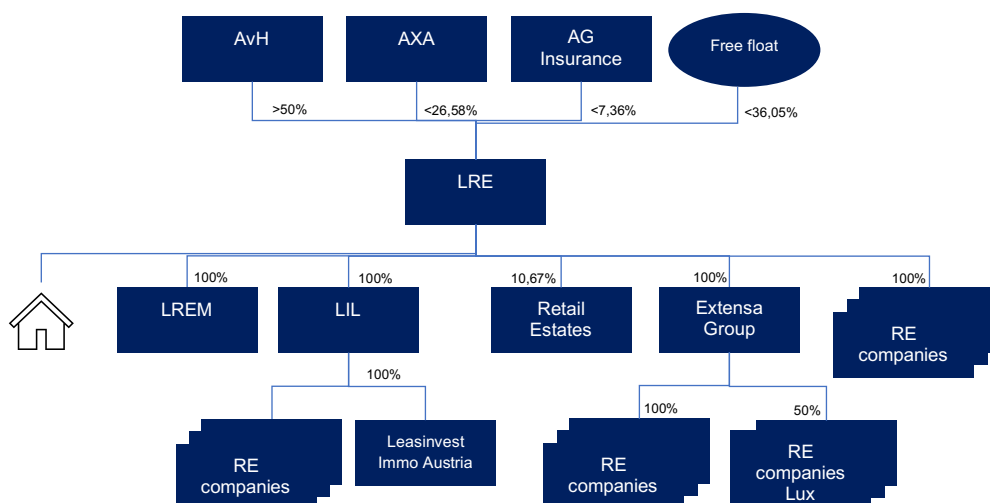 AvH
AXA
AG
Insurance
Free float
>50%
<26,58%
<7,36%
<36,05%
LRE
100%
100%
10,67%
100%
100%
LREM
LIL
Retail
Estates
Extensa
Group
RE
companies
100%
100%
50%
RE
companies
Leasinvest
Immo Austria
RE
companies
RE
companies
Lux